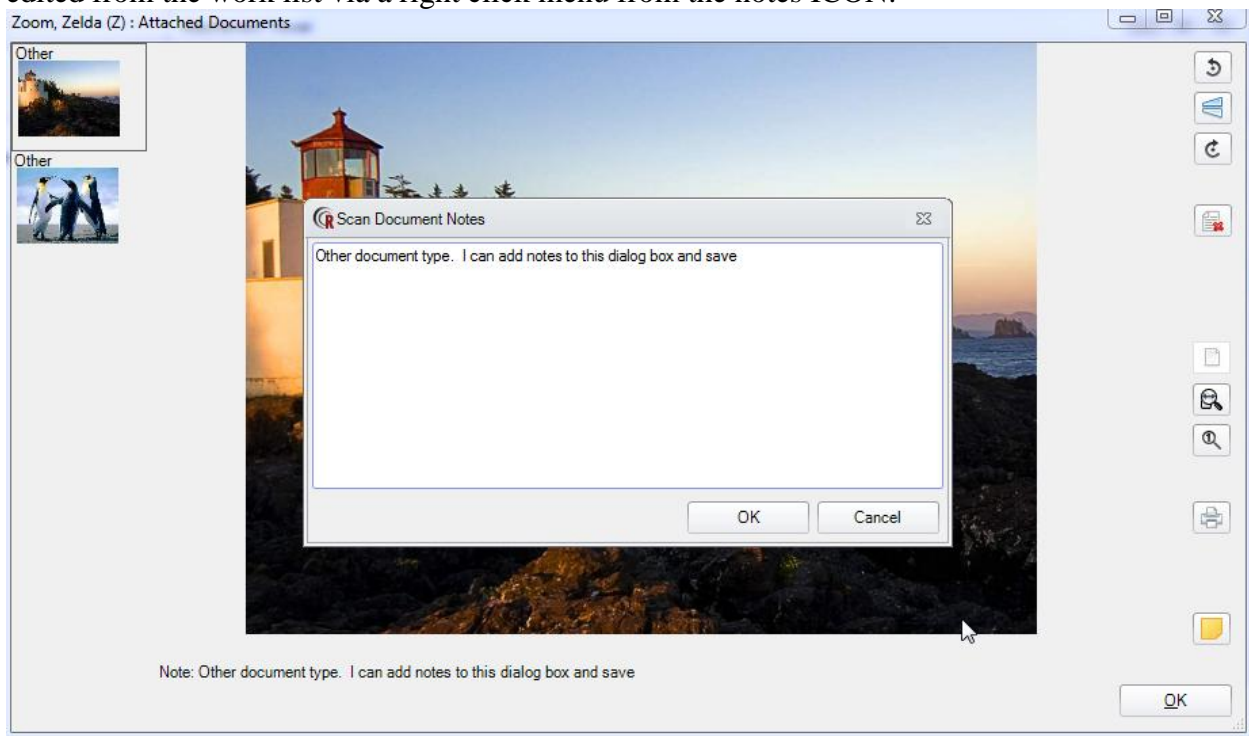 edited from the work list via a right click menu from the notes ICON.
Zoom, Zelda (Z) : Attached Documents
Other
Other
Scan Document Notes
Other document type.  I can add notes to this dialog box and save
OK
Cancel
Note: Other document type.  I can add notes to this dialog box and save
OK